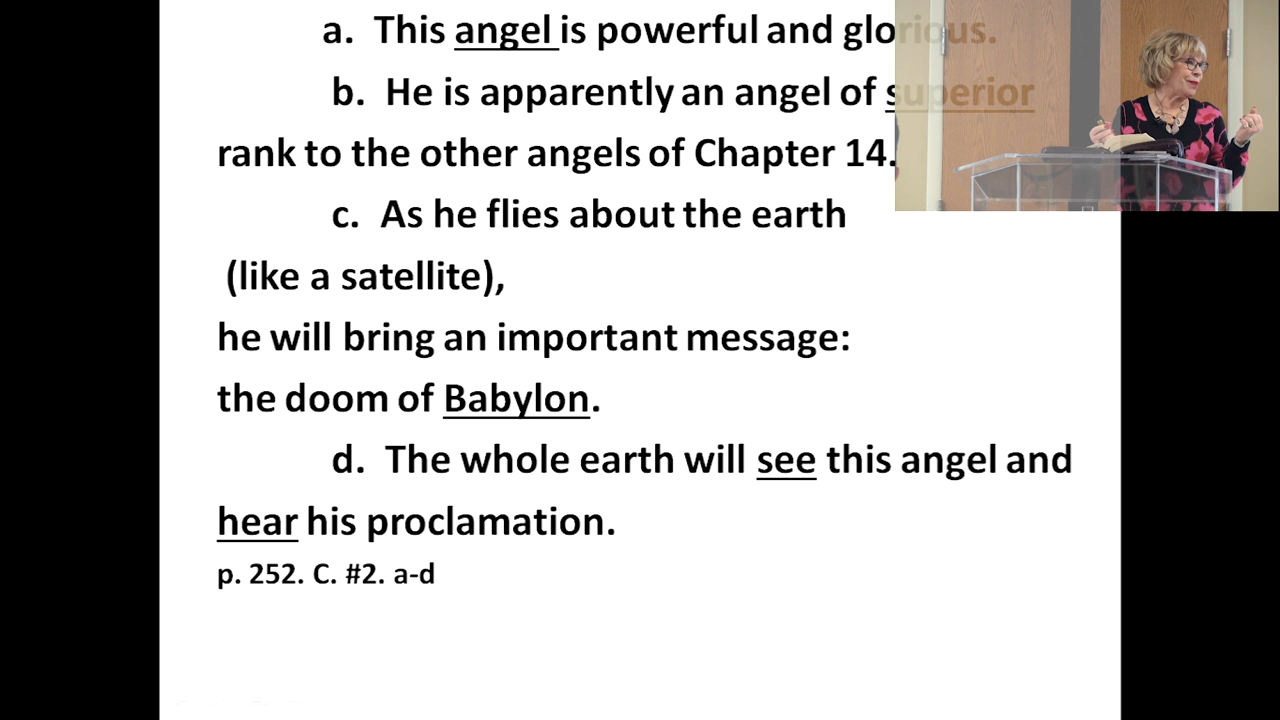 a. This angel is powerful and glorious.
b. He is apparently an angel of superior
rank to the other angels of Chapter 14.
c. As he flies about the earth
(like a satellite),
he will bring an important message:
the doom of Babylon.
d. The whole earth will see this angel and
hear his proclamation.
p. 252. C. #2. a-d